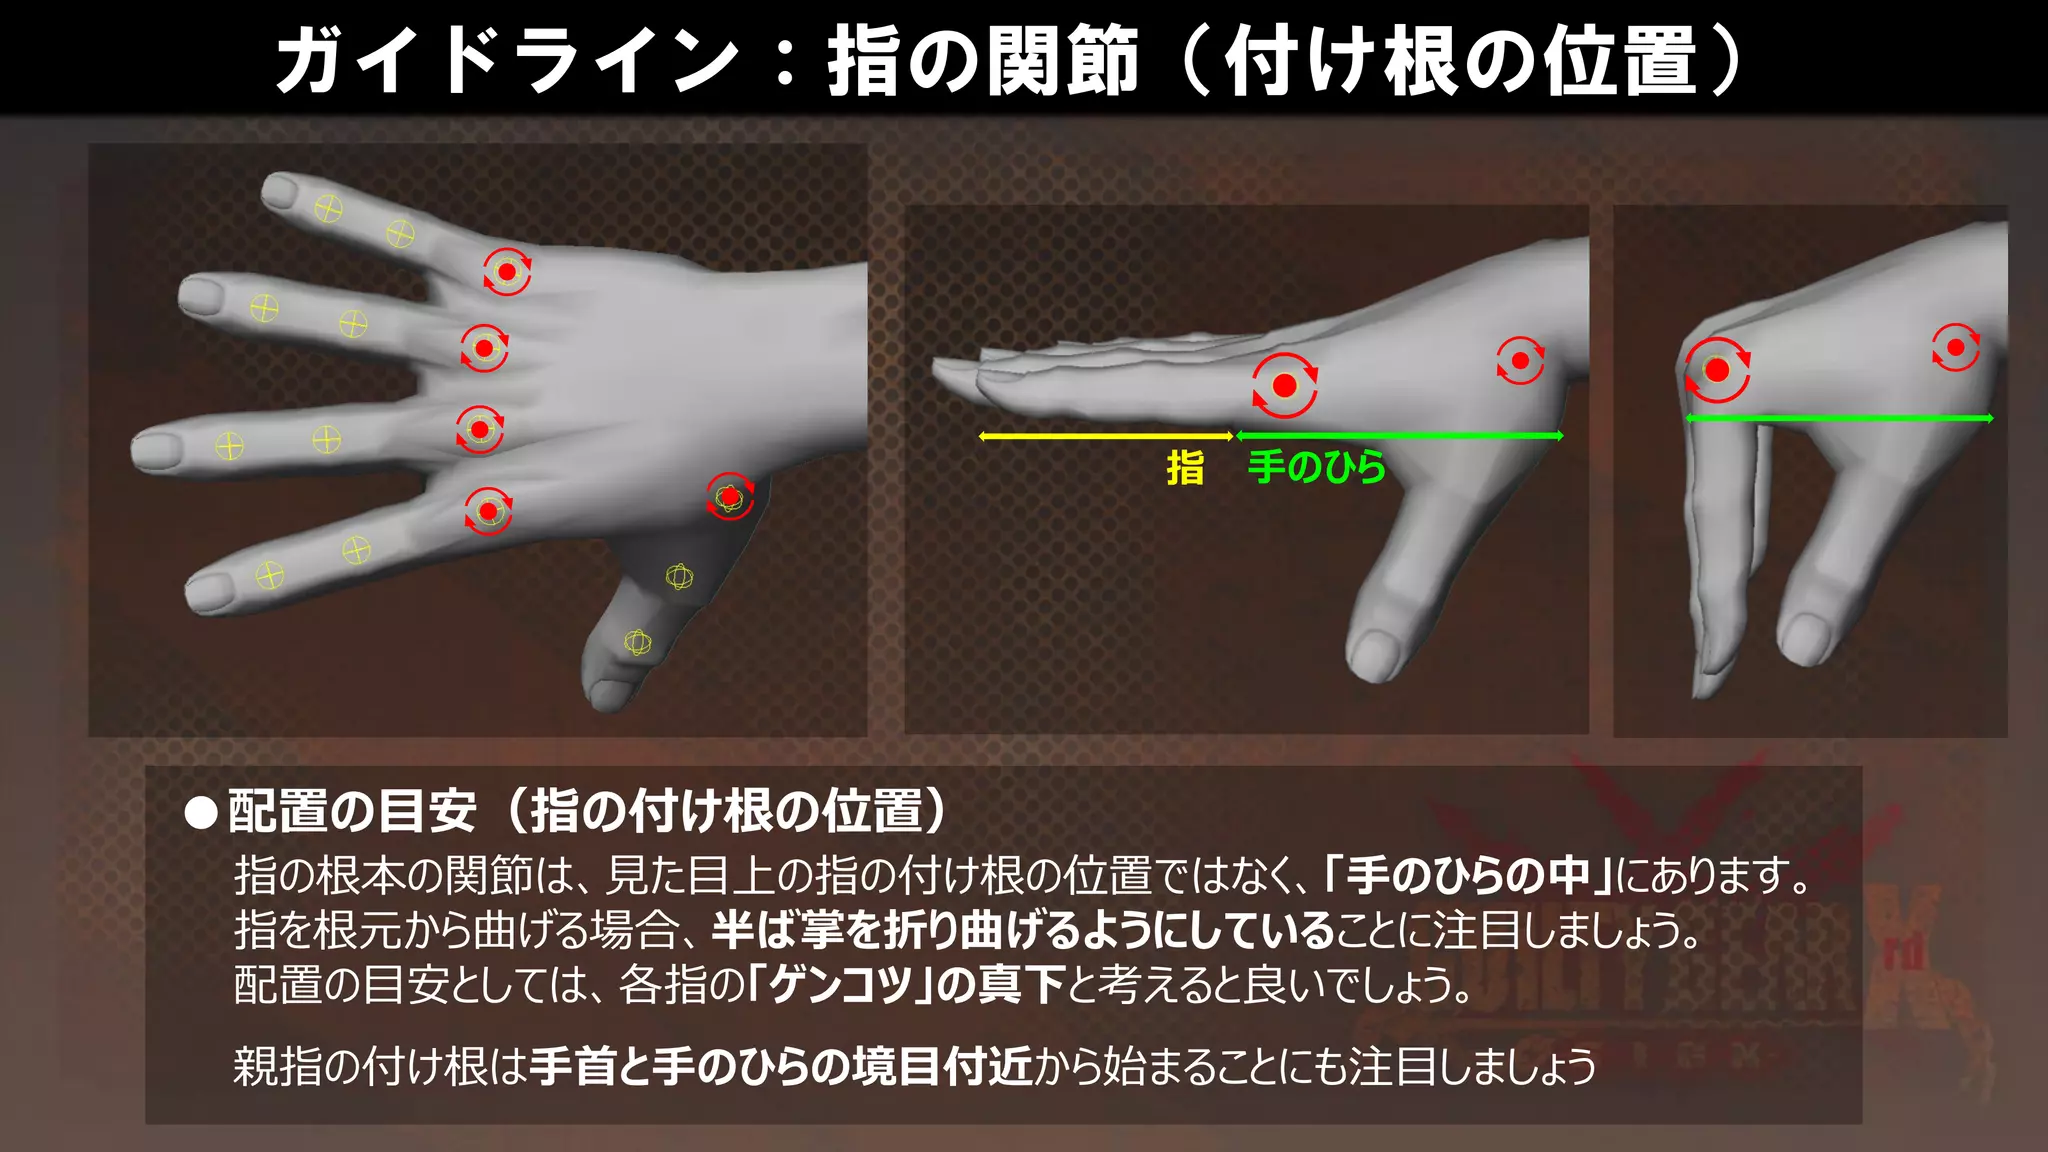 ガイドライン：指の関節（付け根の位置）
指
手のひら
●配置の目安（指の付け根の位置）
指の根本の関節は、見た目上の指の付け根の位置ではなく、「手のひらの中」にあります。
指を根元から曲げる場合、半ば掌を折り曲げるようにしていることに注目しましょう。
配置の目安としては、各指の「ゲンコツ」の真下と考えると良いでしょう。
親指の付け根は手首と手のひらの境目付近から始まることにも注目しましょう
GUILTY GEAR Xrd